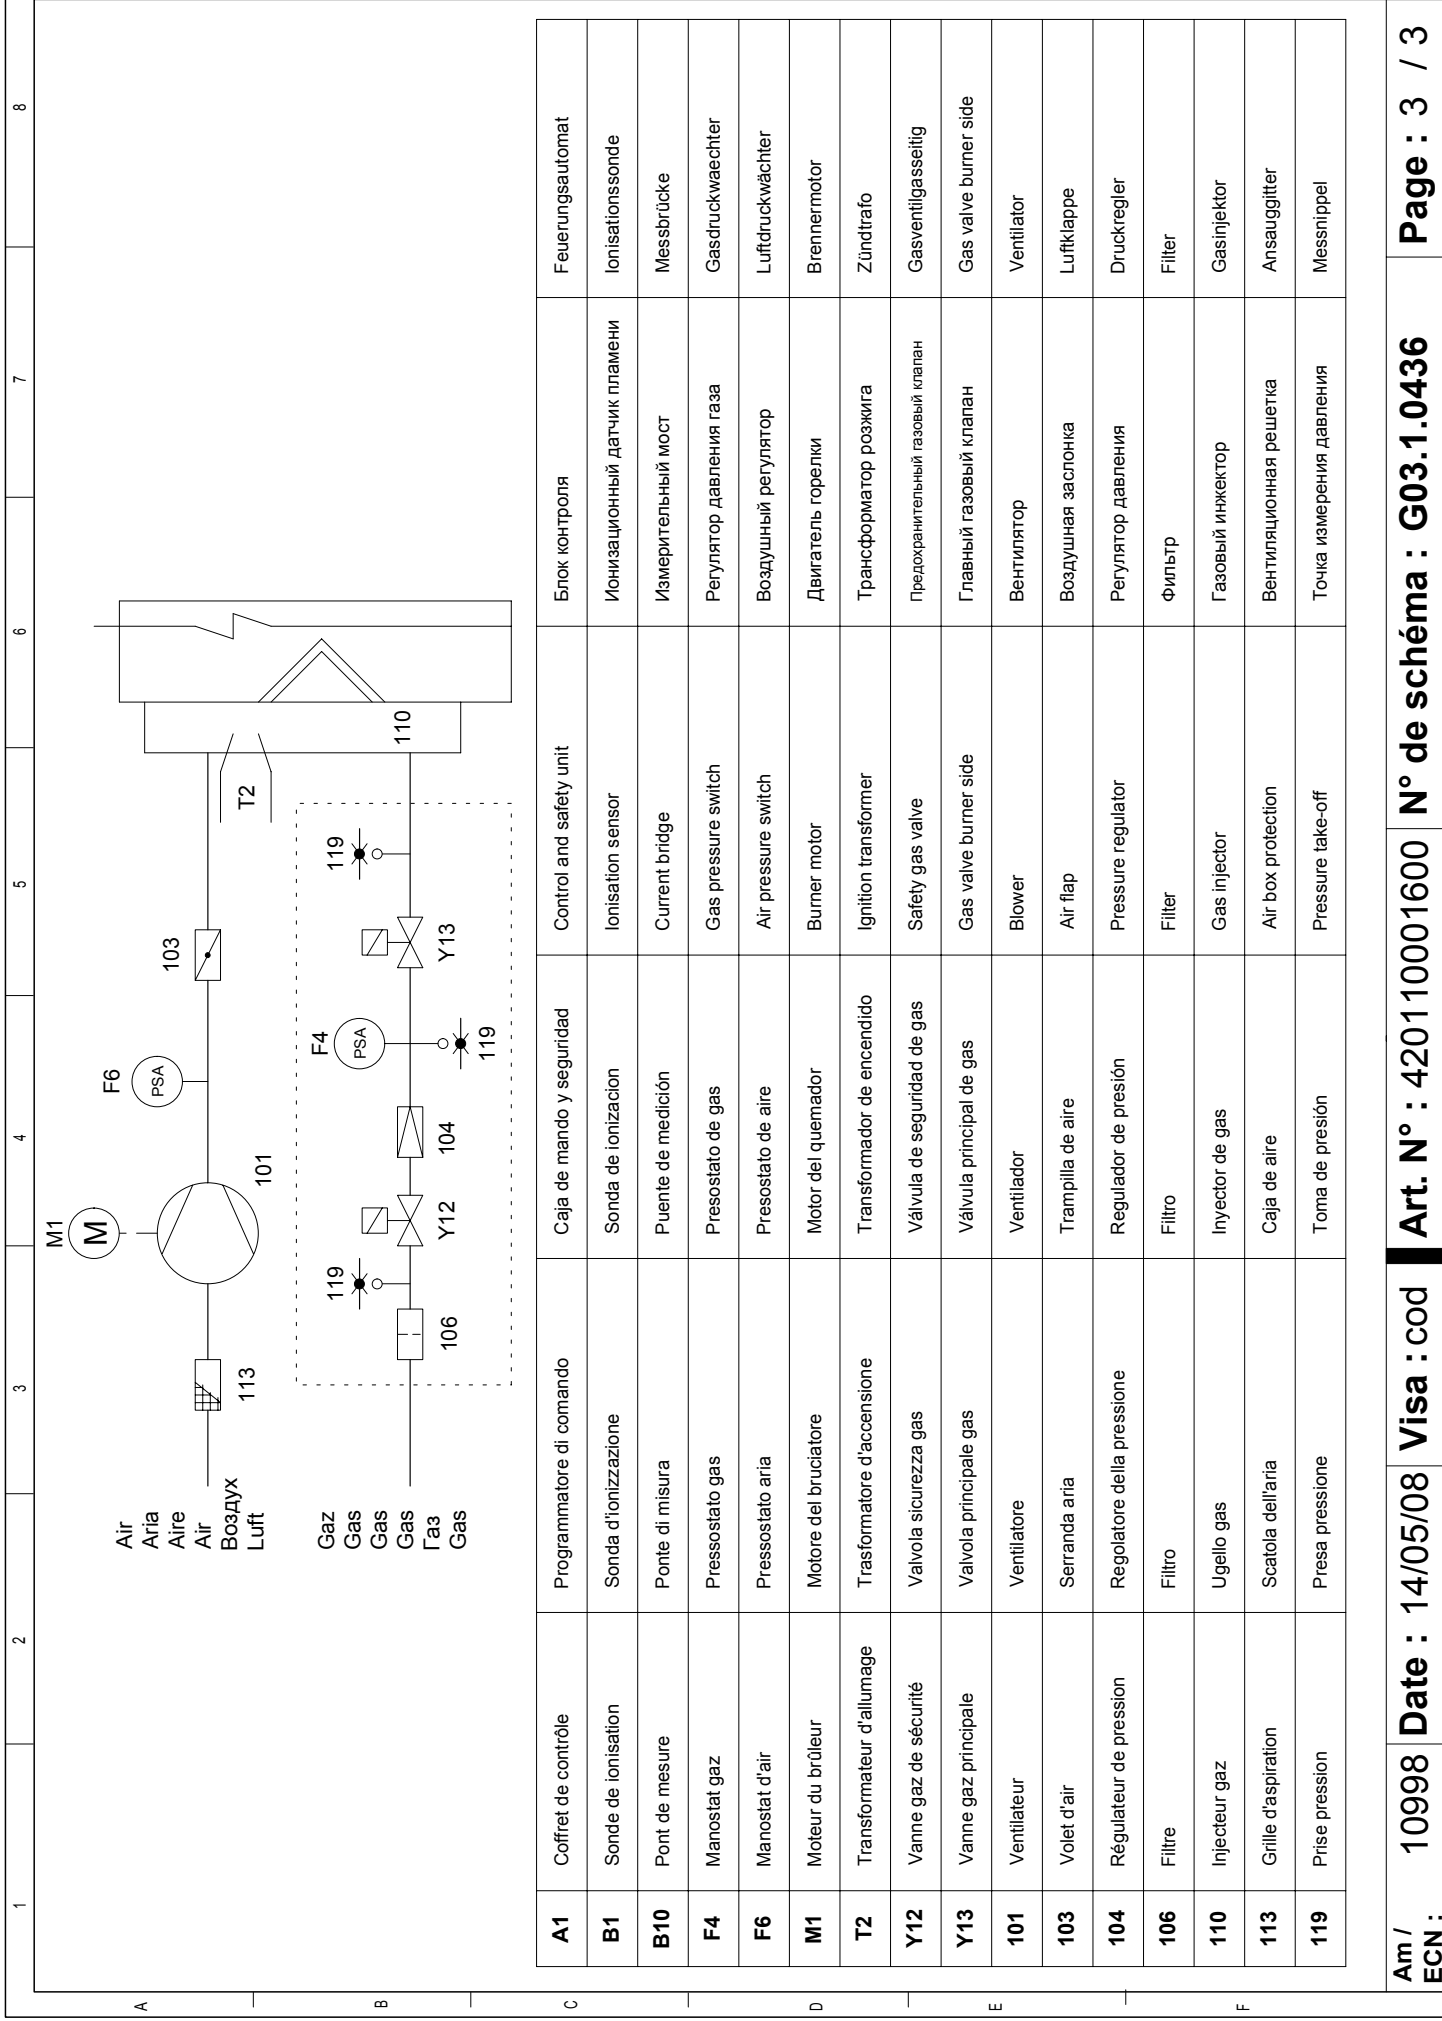 1 2 3 4 5 6 7 8
A
B
C
D
E
F
M1
M
F6
PSA
103
T2
101
113
Air
Aria
Aire
Air
Воздух
Luft
119
F4
PSA
119
110
Gaz
Gas
Gas
Gas
Газ
Gas
106
Y12
104
119
Y13
A1 Coffret de contrôle Programmatore di comando Caja de mando y seguridad Control and safety unit Блок контроля Feuerungsautomat
B1 Sonde de ionisation Sonda d'ionizzazione Sonda de ionizacion Ionisation sensor Ионизационный датчик пламени Ionisationssonde
B10 Pont de mesure Ponte di misura Puente de medición Current bridge Измерительный мост Messbrücke
F4 Manostat gaz Pressostato gas Presostato de gas Gas pressure switch Регулятор давления газа Gasdruckwaechter
F6 Manostat d'air Pressostato aria Presostato de aire Air pressure switch Воздушный регулятор Luftdruckwächter
M1 Moteur du brûleur Motore del bruciatore Motor del quemador Burner motor Двигатель горелки Brennermotor
T2 Transformateur d'allumage Trasformatore d'accensione Transformador de encendido Ignition transformer Трансформатор розжига Zündtrafo
Y12 Vanne gaz de sécurité Valvola sicurezza gas Válvula de seguridad de gas Safety gas valve Предохранительный газовый клапан Gasventilgasseitig
Y13 Vanne gaz principale Valvola principale gas Válvula principal de gas Gas valve burner side Главный газовый клапан Gas valve burner side
101 Ventilateur Ventilatore Ventilador Blower Вентилятор Ventilator
103 Volet d'air Serranda aria Trampilla de aire Air flap Воздушная заслонка Luftklappe
104 Régulateur de pression Regolatore della pressione Regulador de presión Pressure regulator Регулятор давления Druckregler
106 Filtre Filtro Filtro Filter Фильтр Filter
110 Injecteur gaz Ugello gas Inyector de gas Gas injector Газовый инжектор Gasinjektor
113 Grille d'aspiration Scatola dell'aria Caja de aire Air box protection Вентиляционная решетка Ansauggitter
119 Prise pression Presa pressione Toma de presión Pressure take-off Точка измерения давления Messnippel
Am /
ECN : 10998 Date : 14/05/08 Visa : cod Art. N° : 420110001600 N° de schéma : G03.1.0436 Page : 3 / 3